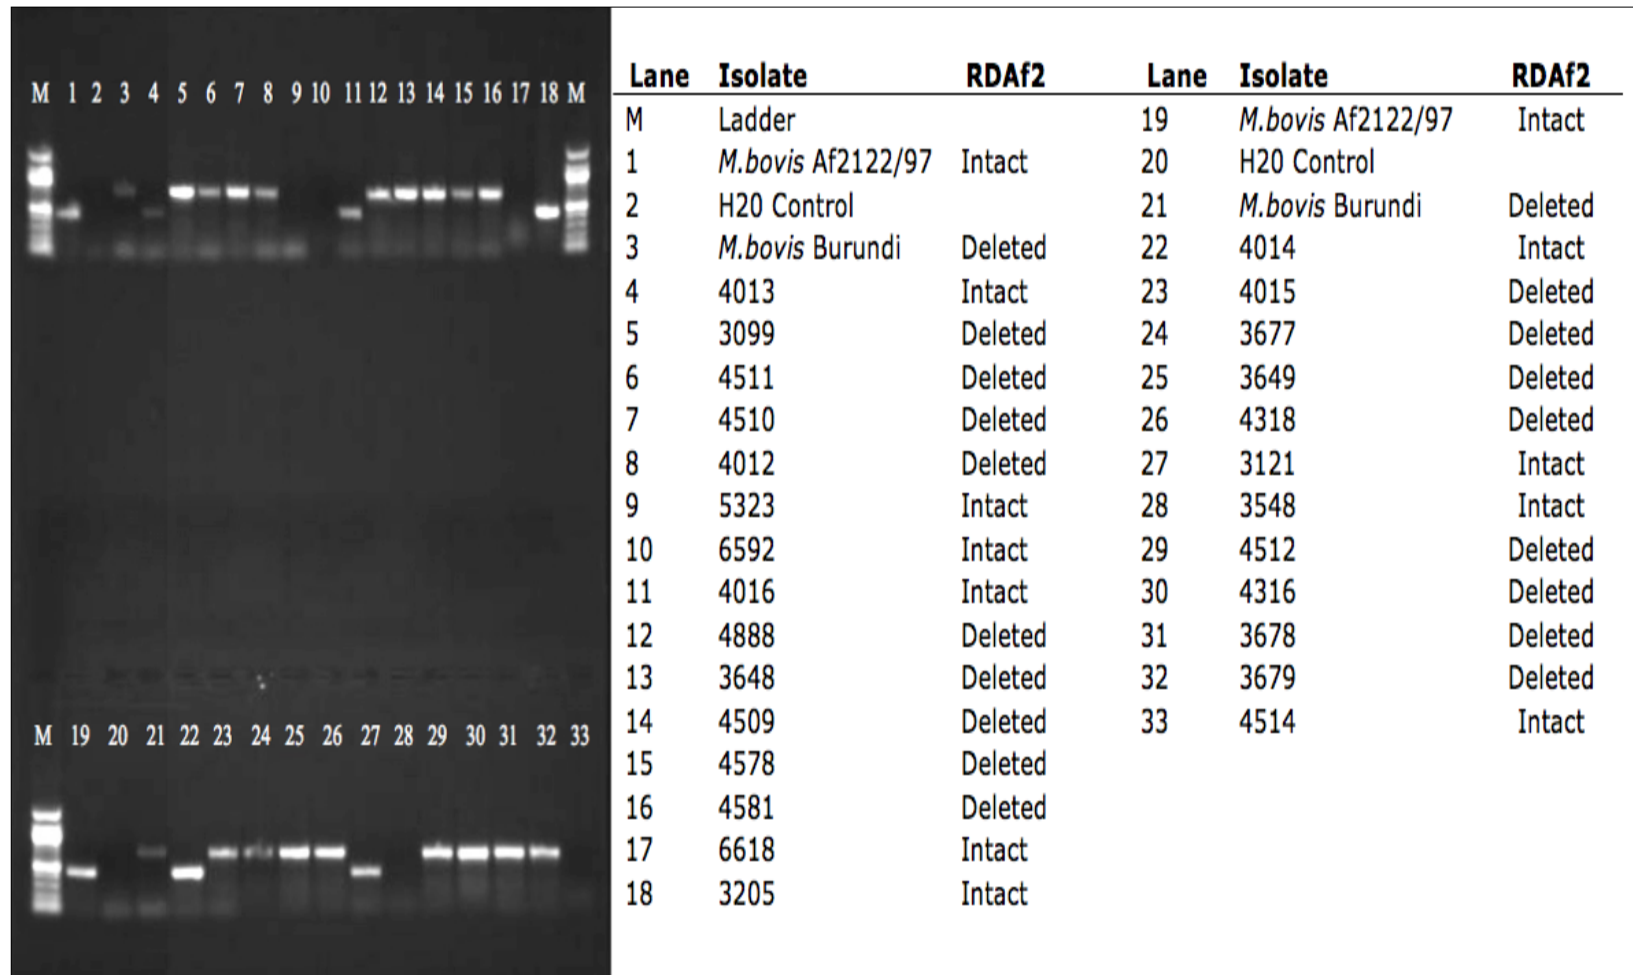 M 1 2 3 4 5 6 7 8 9 10 11 12 13 14 15 16 17 18 M
M 19 20 21 22 23 24 25 26 27 28 29 30 31 32 33
Lane Isolate RDAf2 Lane Isolate RDAf2
M Ladder 19 M.bovis Af2122/97 Intact
1 M.bovis Af2122/97 Intact 20 H20 Control
2 H20 Control 21 M.bovis Burundi Deleted
3 M.bovis Burundi Deleted 22 4014 Intact
4 4013 Intact 23 4015 Deleted
5 3099 Deleted 24 3677 Deleted
6 4511 Deleted 25 3649 Deleted
7 4510 Deleted 26 4318 Deleted
8 4012 Deleted 27 3121 Intact
9 5323 Intact 28 3548 Intact
10 6592 Intact 29 4512 Deleted
11 4016 Intact 30 4316 Deleted
12 4888 Deleted 31 3678 Deleted
13 3648 Deleted 32 3679 Deleted
14 4509 Deleted 33 4514 Intact
15 4578 Deleted
16 4581 Deleted
17 6618 Intact
18 3205 Intact